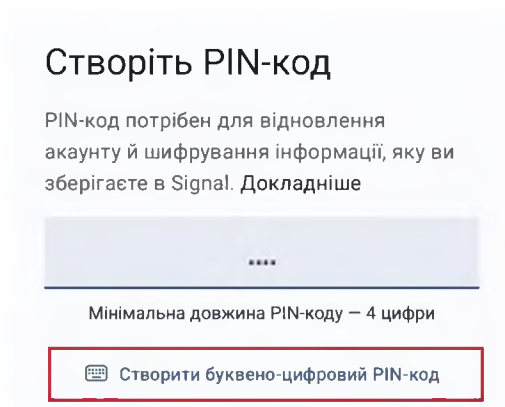 Створіть PIN-код
PIN-код потрібен для відновлення
акаунту й шифрування інформації, яку ви
зберігаєте в Signal. Докладніше
••••
Мінімальна довжина PIN-коду — 4 цифри
Створити буквено-цифровий PIN-код